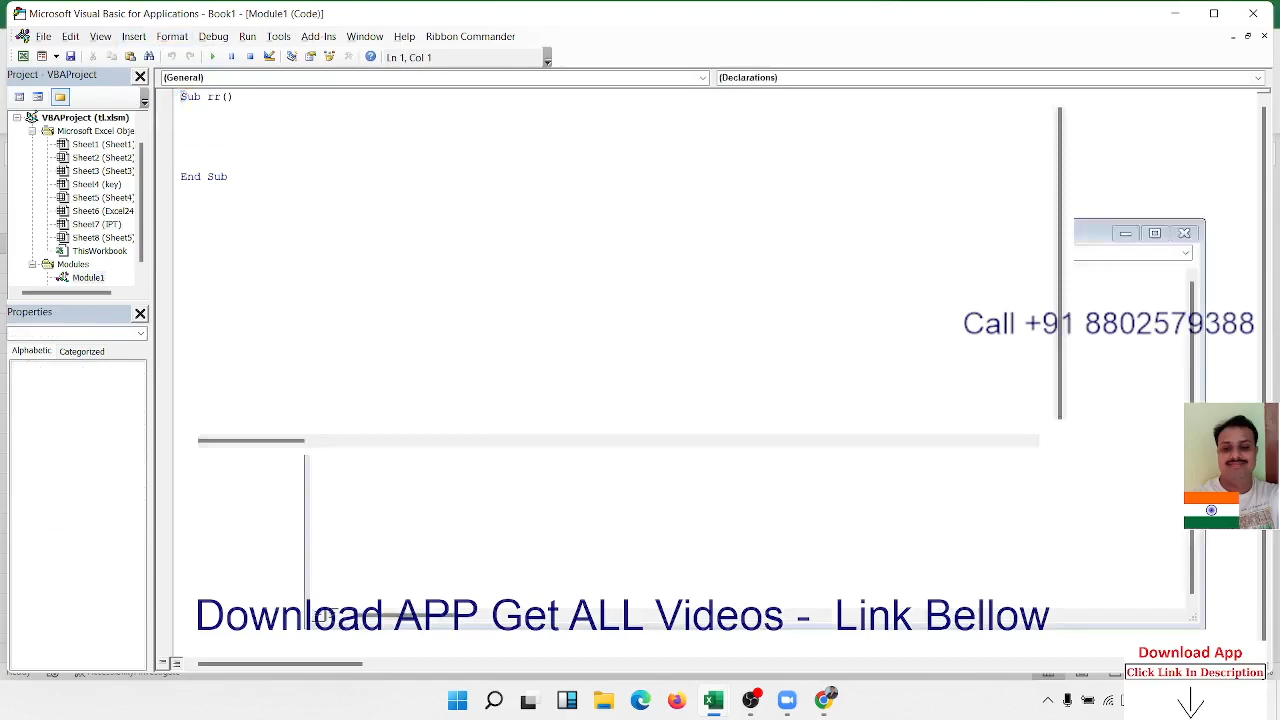 Microsoft Visual Basic for Applications - Book1 - [Module1 (Code)]
File Edit View Insert Format Debug Run Tools Add-Ins Window Help Ribbon Commander
Ln 1, Col 1
Project - VBAProject
(General)
(Declarations)
Sub rr()
End Sub
VBAProject (tl.xlsm)
Microsoft Excel Obje
Sheet1 (Sheet1)
Sheet2 (Sheet2)
Sheet3 (Sheet3)
Sheet4 (key)
Sheet5 (Sheet4)
Sheet6 (Excel24
Sheet7 (IPT)
Sheet8 (Sheet5)
ThisWorkbook
Modules
Module1
Properties
Alphabetic Categorized
Call +91 8802579388
Download APP Get ALL Videos - Link Bellow
Download App
Click Link In Description